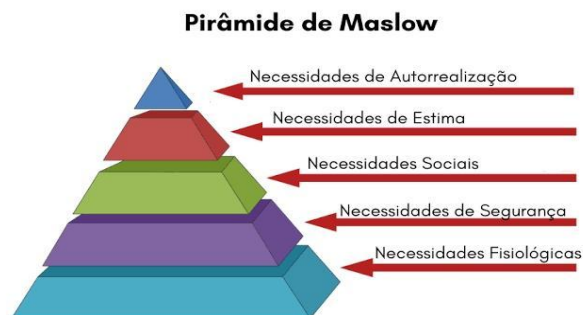 Pirâmide de Maslow
Necessidades de Autorrealização
Necessidades de Estima
Necessidades Sociais
Necessidades de Segurança
Necessidades Fisiológicas